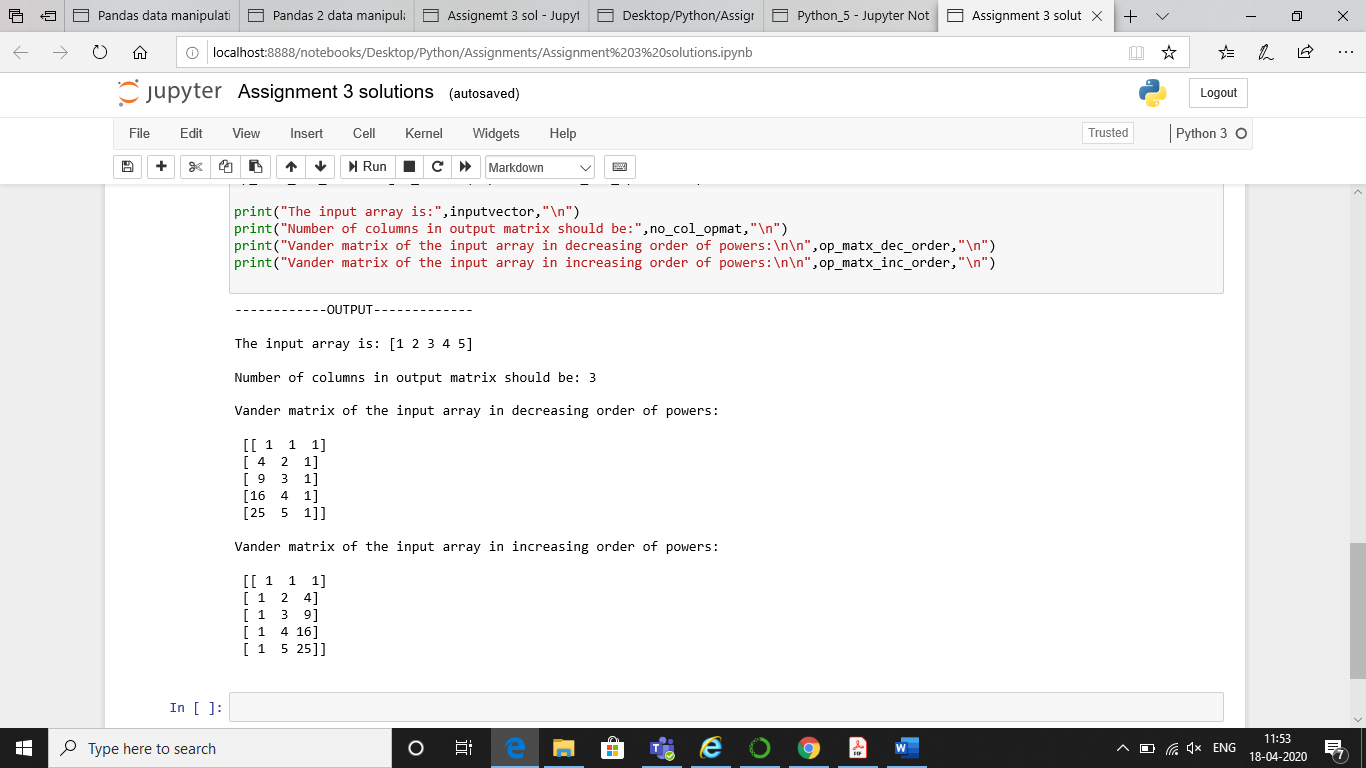 Pandas data manipulati
Pandas 2 data manipula
Assignemt 3 sol - Jupyt
Desktop/Python/Assigr
Python_5 - Jupyter Not
Assignment 3 solut
localhost:8888/notebooks/Desktop/Python/Assignments/Assignment%203%20solutions.ipynb
jupyter Assignment 3 solutions (autosaved)
Logout
File Edit View Insert Cell Kernel Widgets Help
Trusted
Python 3
Run
Markdown
print("The input array is:",inputvector,"\n")
print("Number of columns in output matrix should be:",no_col_opmat,"\n")
print("Vander matrix of the input array in decreasing order of powers:\n\n",op_matx_dec_order,"\n")
print("Vander matrix of the input array in increasing order of powers:\n\n",op_matx_inc_order,"\n")
------------OUTPUT-------------
The input array is: [1 2 3 4 5]
Number of columns in output matrix should be: 3
Vander matrix of the input array in decreasing order of powers:
[[ 1  1  1]
[ 4  2  1]
[ 9  3  1]
[16  4  1]
[25  5  1]]
Vander matrix of the input array in increasing order of powers:
[[ 1  1  1]
[ 1  2  4]
[ 1  3  9]
[ 1  4 16]
[ 1  5 25]]
In [ ]:
Type here to search
ENG
11:53
18-04-2020
7